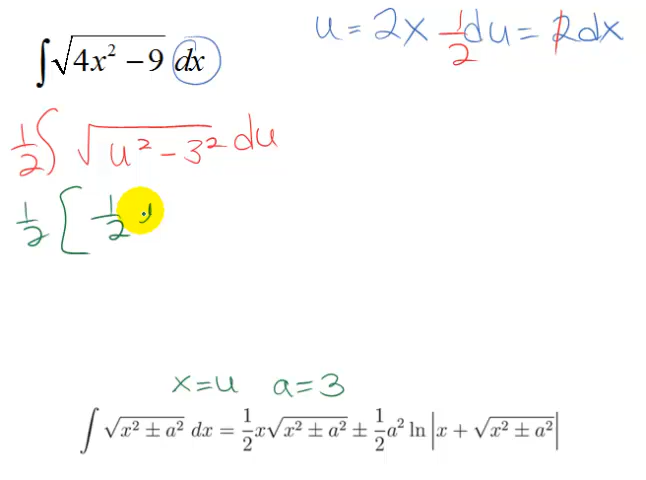 ∫√(4x² − 9) dx
u = 2x ½du = 2dx
½∫ √(u² − 3²) du
½[ ½
x=u a=3
∫ √(x² ± a²) dx = ½x√(x² ± a²) ± ½a² ln |x + √(x² ± a²)|